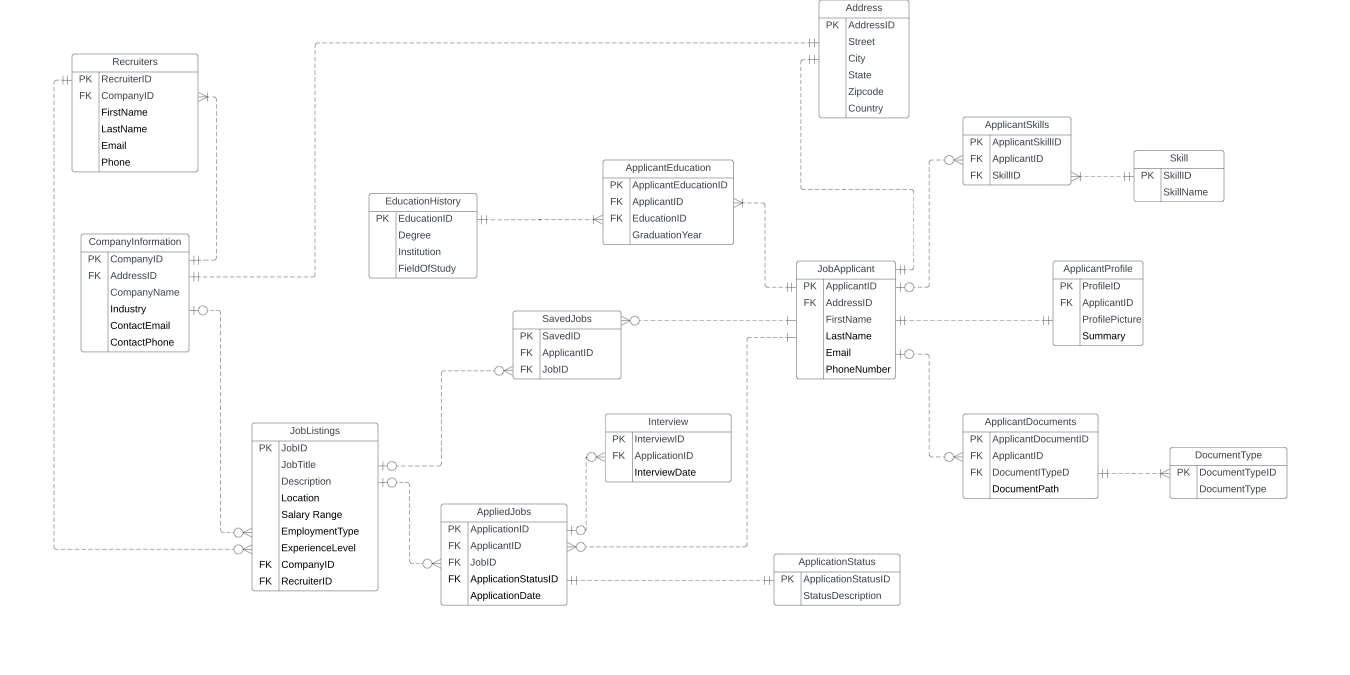 Address
PK AddressID
Street
City
State
Zipcode
Country
Recruiters
PK RecruiterID
FK CompanyID
FirstName
LastName
Email
Phone
ApplicantSkills
PK ApplicantSkillID
FK ApplicantID
FK SkillID
Skill
PK SkillID
SkillName
ApplicantEducation
PK ApplicantEducationID
FK ApplicantID
FK EducationID
GraduationYear
EducationHistory
PK EducationID
Degree
Institution
FieldOfStudy
CompanyInformation
PK CompanyID
FK AddressID
CompanyName
Industry
ContactEmail
ContactPhone
JobApplicant
PK ApplicantID
FK AddressID
FirstName
LastName
Email
PhoneNumber
ApplicantProfile
PK ProfileID
FK ApplicantID
ProfilePicture
Summary
SavedJobs
PK SavedID
FK ApplicantID
FK JobID
JobListings
PK JobID
JobTitle
Description
Location
Salary Range
EmploymentType
ExperienceLevel
FK CompanyID
FK RecruiterID
Interview
PK InterviewID
FK ApplicationID
InterviewDate
ApplicantDocuments
PK ApplicantDocumentID
FK ApplicantID
FK DocumentITypeD
DocumentPath
DocumentType
PK DocumentTypeID
DocumentType
AppliedJobs
PK ApplicationID
FK ApplicantID
FK JobID
FK ApplicationStatusID
ApplicationDate
ApplicationStatus
PK ApplicationStatusID
StatusDescription